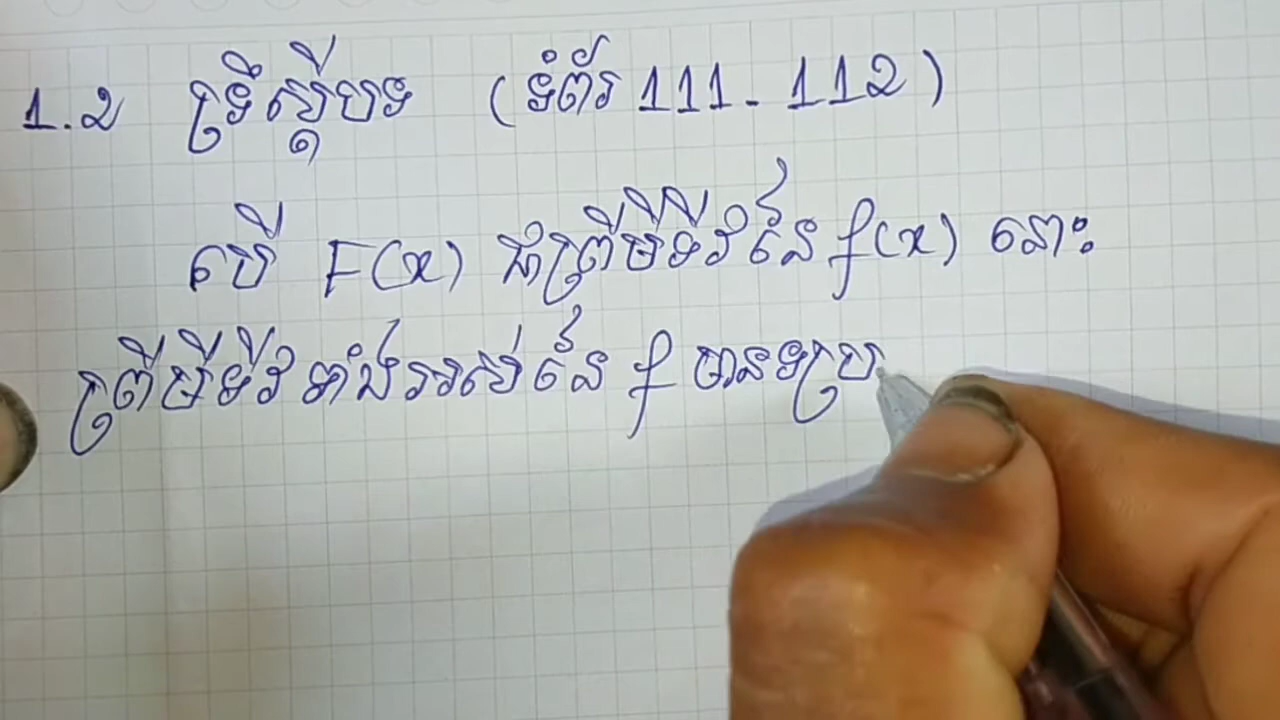 1.2 ទ្រឹស្តីបទ (ទំព័រ 111-112)
បើ F(x) ជាព្រីមីទីវនៃ f(x) នោះ
ព្រីមីទីវទាំងអស់នៃ f មានទម្រ